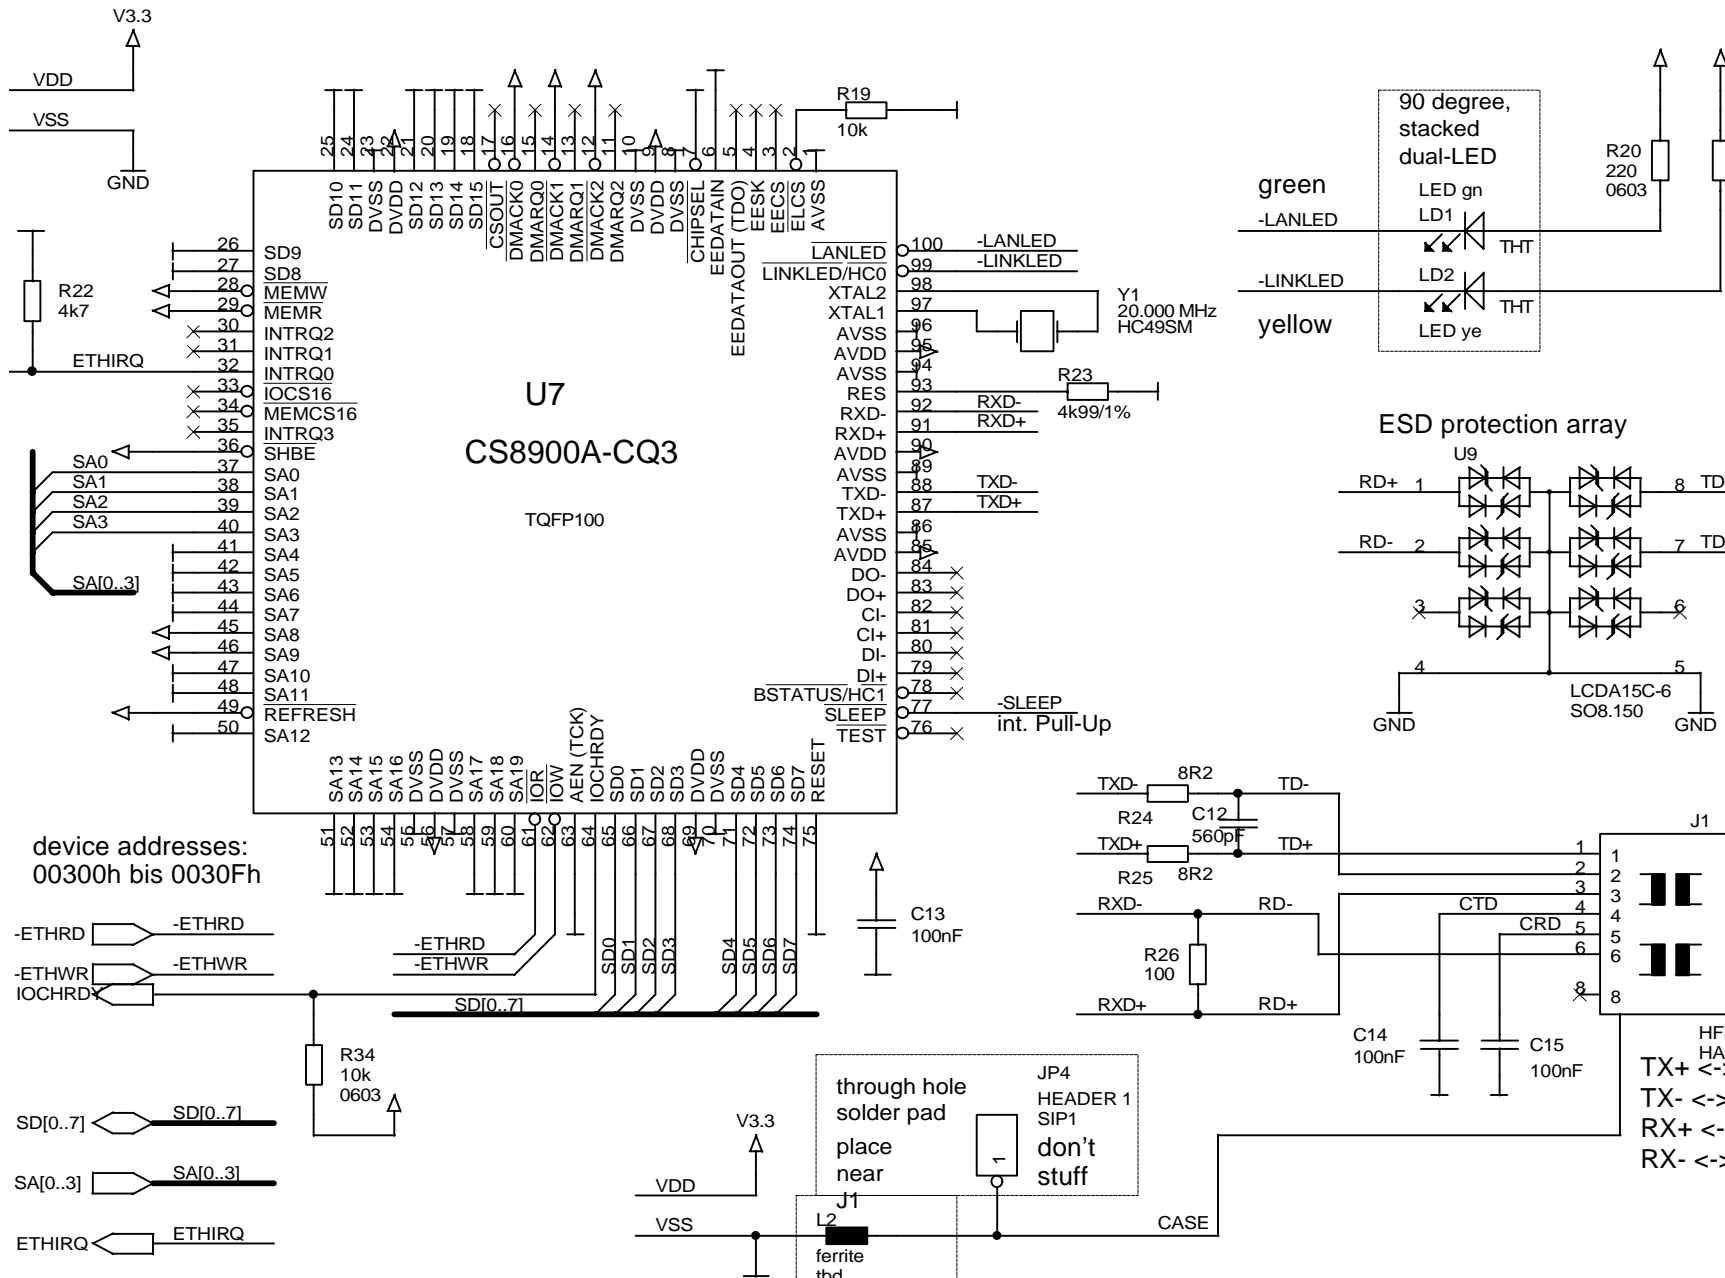 V3.3
VDD
VSS
GND
R19
10k
25
24
23
22
21
20
19
18
17
16
15
14
13
12
11
10
9
8
7
6
5
4
3
2
1
SD10
SD11
DVSS
DVDD
SD12
SD13
SD14
SD15
CSOUT
DMACK0
DMARQ0
DMACK1
DMARQ1
DMACK2
DMARQ2
DVSS
DVDD
DVSS
CHIPSEL
EEDATAIN
EEDATAOUT (TDO)
EESK
EECS
ELCS
AVSS
R22
4k7
ETHIRQ
26 SD9
27 SD8
28 MEMW
29 MEMR
30 INTRQ2
31 INTRQ1
32 INTRQ0
33 IOCS16
34 MEMCS16
35 INTRQ3
36 SHBE
SA0 37 SA0
SA1 38 SA1
SA2 39 SA2
SA3 40 SA3
41 SA4
42 SA5
43 SA6
44 SA7
45 SA8
46 SA9
47 SA10
48 SA11
49 REFRESH
50 SA12
SA[0..3]
U7
CS8900A-CQ3
TQFP100
LANLED 100 -LANLED
LINKLED/HC0 99 -LINKLED
XTAL2 98
XTAL1 97
AVSS 96
AVDD 95
AVSS 94
RES 93
RXD- 92 RXD-
RXD+ 91 RXD+
AVDD 90
AVSS 89
TXD- 88 TXD-
TXD+ 87 TXD+
AVSS 86
AVDD 85
DO- 84
DO+ 83
CI- 82
CI+ 81
DI- 80
DI+ 79
BSTATUS/HC1 78
SLEEP 77 -SLEEP
TEST 76 int. Pull-Up
Y1
20.000 MHz
HC49SM
R23
4k99/1%
SA13
SA14
SA15
SA16
DVSS
DVDD
DVSS
SA17
SA18
SA19
IOR
IOW
AEN (TCK)
IOCHRDY
SD0
SD1
SD2
SD3
DVDD
DVSS
SD4
SD5
SD6
SD7
RESET
51
52
53
54
55
56
57
58
59
60
61
62
63
64
65
66
67
68
69
70
71
72
73
74
75
device addresses:
00300h bis 0030Fh
-ETHRD -ETHRD
-ETHWR -ETHWR
IOCHRDY
-ETHRD
-ETHWR
SD0
SD1
SD2
SD3
SD4
SD5
SD6
SD7
SD[0..7]
C13
100nF
R34
10k
0603
SD[0..7] SD[0..7]
SA[0..3] SA[0..3]
ETHIRQ ETHIRQ
90 degree,
stacked
dual-LED
green
LED gn
-LANLED LD1
THT
-LINKLED LD2
THT
yellow
LED ye
R20
220
0603
ESD protection array
U9
RD+ 1
8 TD
RD- 2
7 TD
3
6
4
5
GND
LCDA15C-6
SO8.150
GND
TXD- 8R2 TD-
R24 C12
560pF
TXD+ TD+
R25 8R2
RXD- RD-
R26
100
RXD+ RD+
CTD
CRD
J1
1 1
2 2
3 3
4 4
5 5
6 6
8 8
C14
100nF
C15
100nF
HF
HA
TX+ <->
TX- <->
RX+ <-
RX- <->
through hole
solder pad
place
near
J1
JP4
HEADER 1
SIP1
1
don't
stuff
V3.3
VDD
VSS
L2
ferrite
tbd
CASE